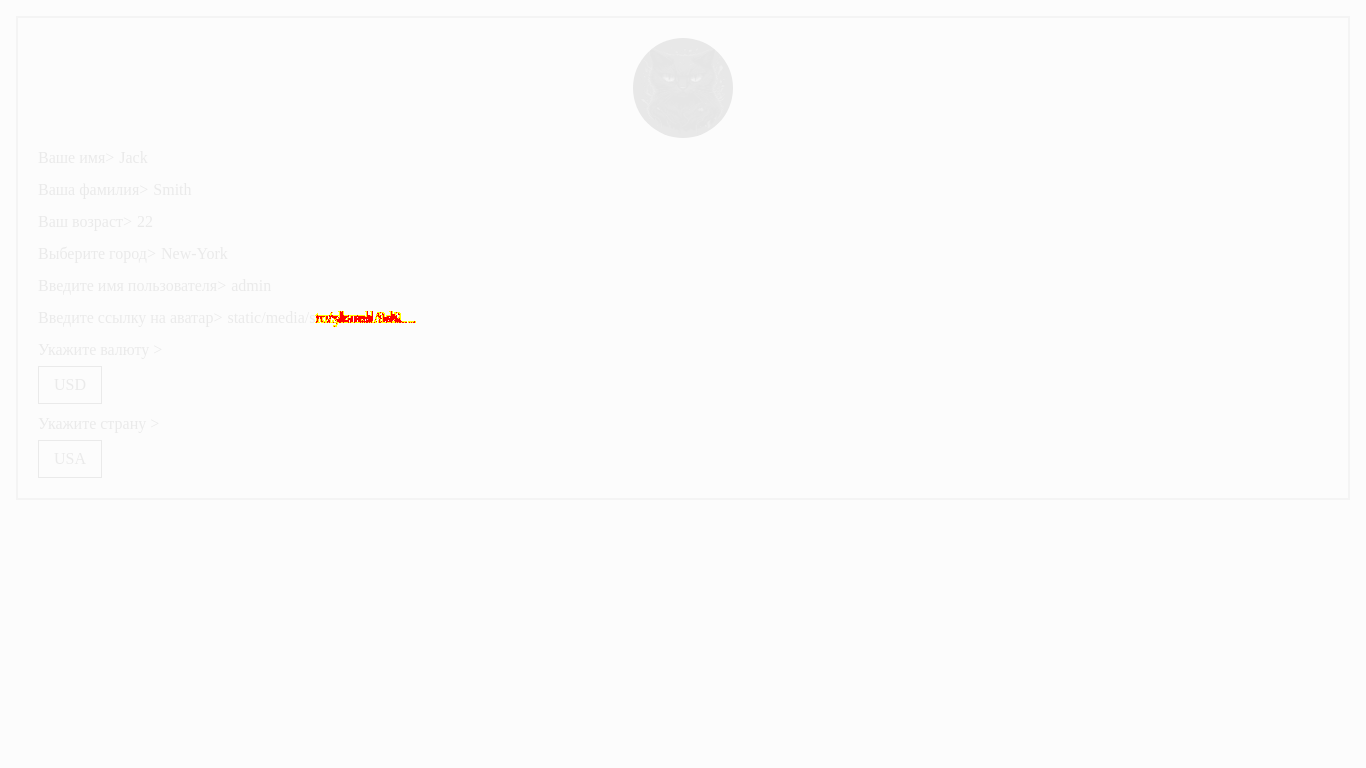 Ваше имя> Jack
Ваша фамилия> Smith
Ваш возраст> 22
Выберите город> New-York
Введите имя пользователя> admin
Введите ссылку на аватар> static/media/
Укажите валюту >
USD
Укажите страну >
USA